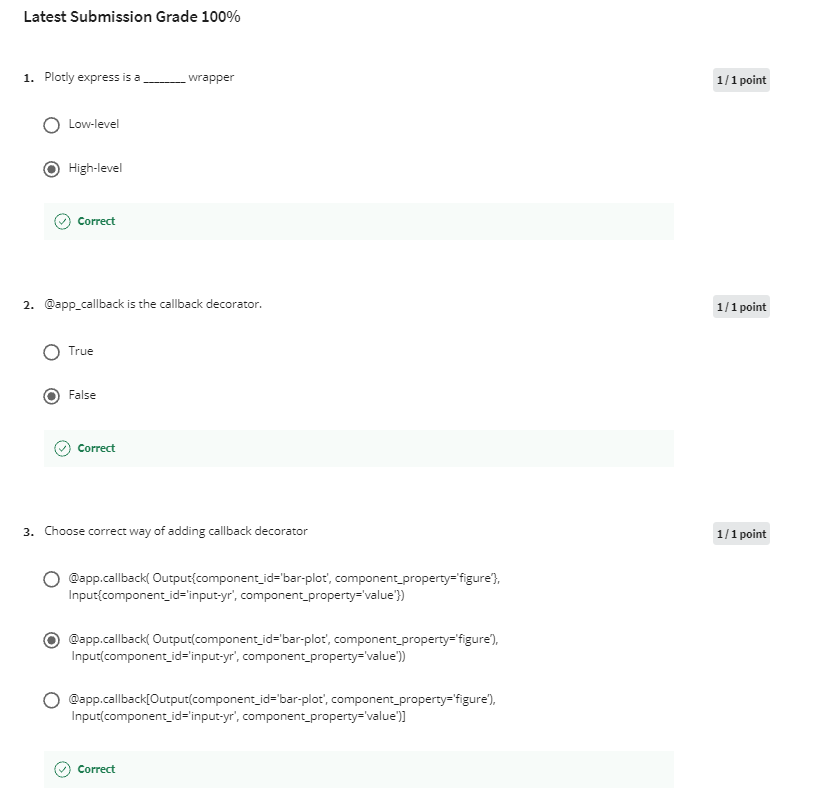 Latest Submission Grade 100%
1. Plotly express is a _______ wrapper
1 / 1 point
Low-level
High-level
Correct
2. @app_callback is the callback decorator.
1 / 1 point
True
False
Correct
3. Choose correct way of adding callback decorator
1 / 1 point
@app.callback( Output{component_id='bar-plot', component_property='figure'},
Input{component_id='input-yr', component_property='value'})
@app.callback( Output(component_id='bar-plot', component_property='figure'),
Input(component_id='input-yr', component_property='value'))
@app.callback[Output(component_id='bar-plot', component_property='figure'),
Input(component_id='input-yr', component_property='value')]
Correct